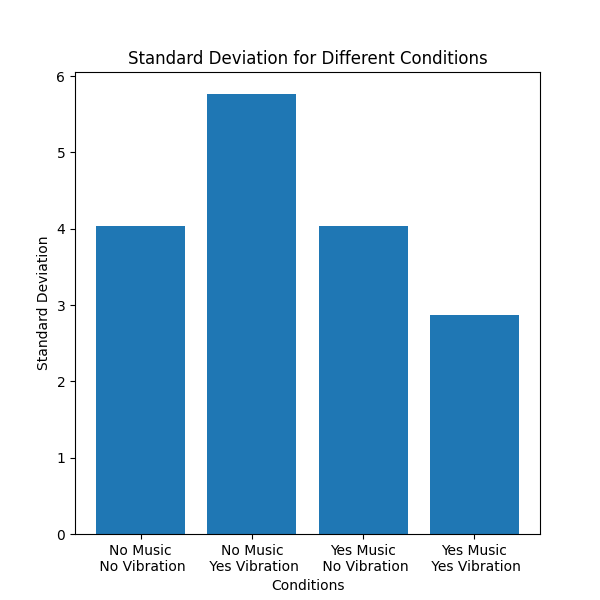 Standard Deviation for Different Conditions
6
5
4
3
2
1
0
Standard Deviation
No Music
No Vibration
No Music
Yes Vibration
Yes Music
No Vibration
Yes Music
Yes Vibration
Conditions